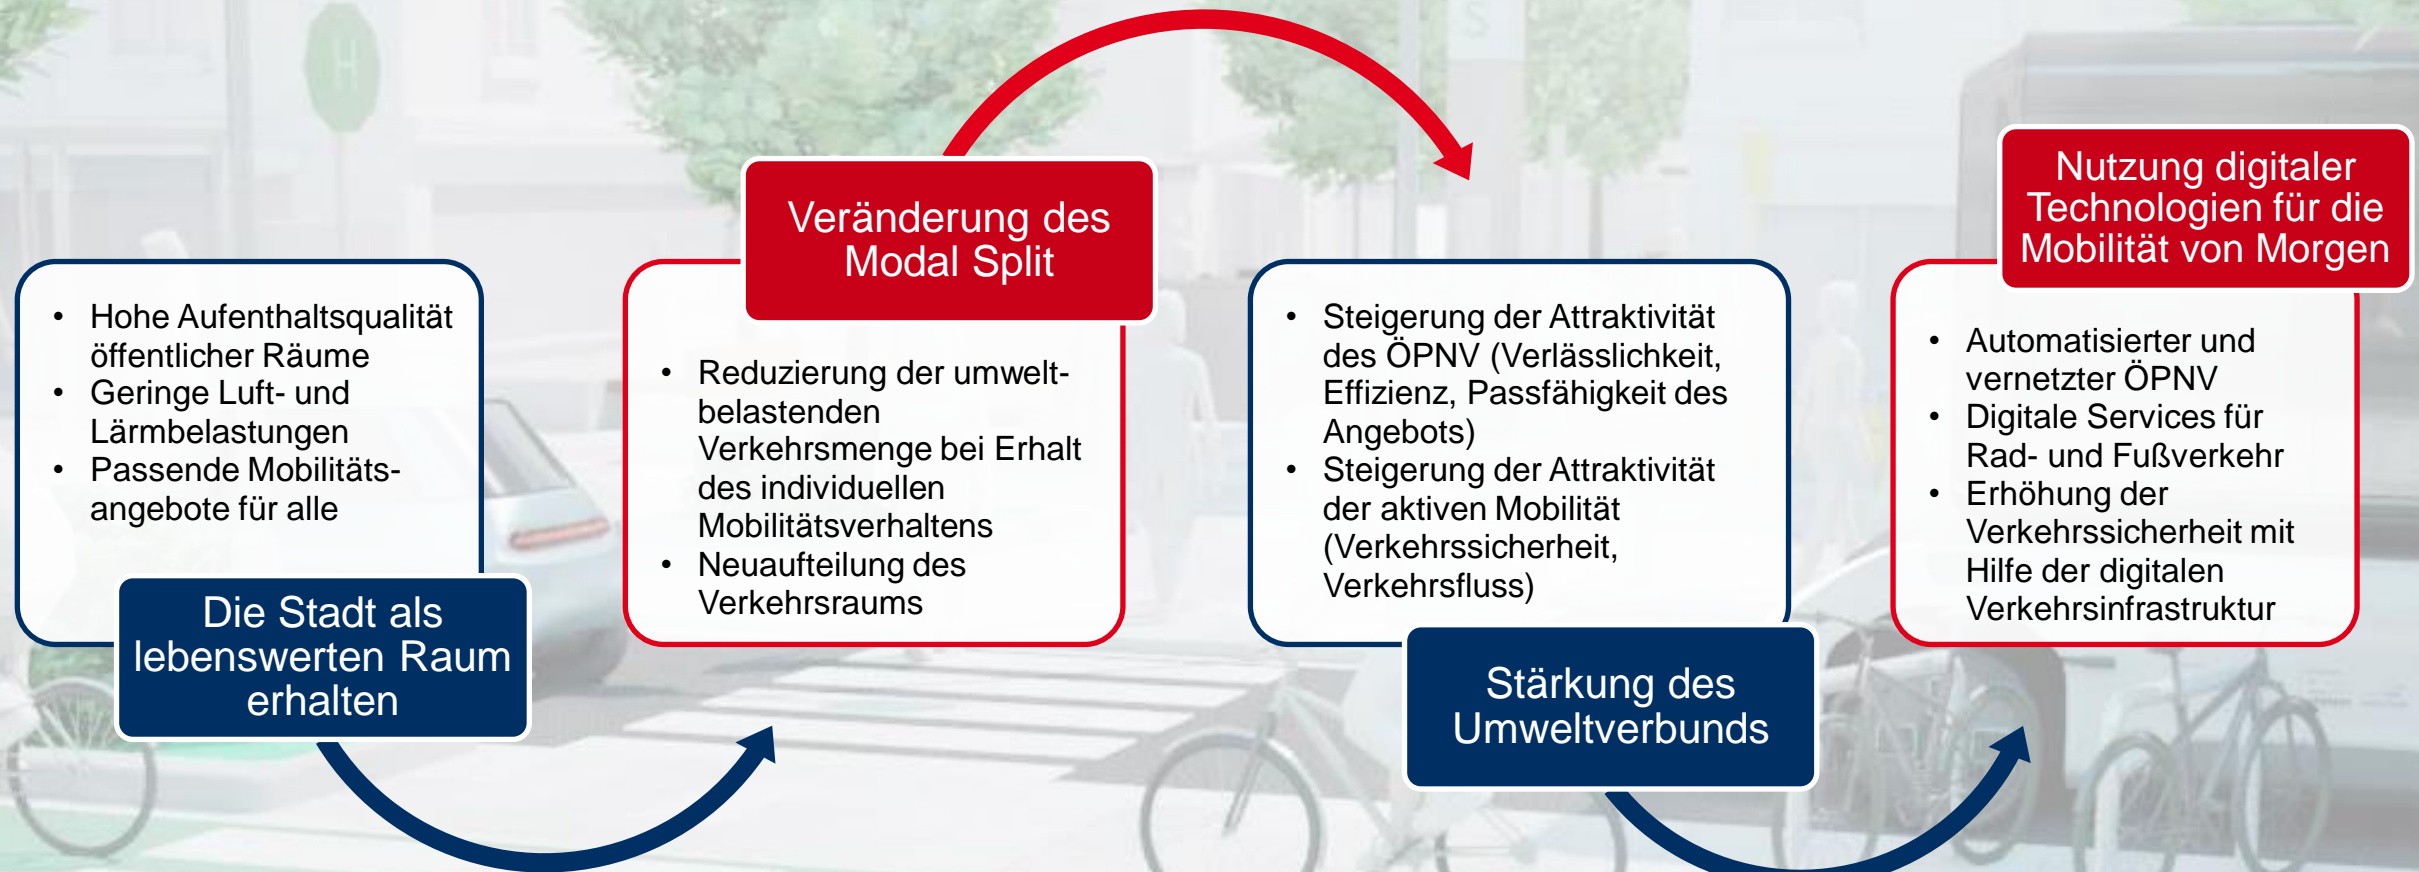 • Hohe Aufenthaltsqualität
öffentlicher Räume
• Geringe Luft- und
Lärmbelastungen
• Passende Mobilitäts-
angebote für alle
Die Stadt als
lebenswerten Raum
erhalten
Veränderung des
Modal Split
• Reduzierung der umwelt-
belastenden
Verkehrsmenge bei Erhalt
des individuellen
Mobilitätsverhaltens
• Neuaufteilung des
Verkehrsraums
• Steigerung der Attraktivität
des ÖPNV (Verlässlichkeit,
Effizienz, Passfähigkeit des
Angebots)
• Steigerung der Attraktivität
der aktiven Mobilität
(Verkehrssicherheit,
Verkehrsfluss)
Stärkung des
Umweltverbunds
Nutzung digitaler
Technologien für die
Mobilität von Morgen
• Automatisierter und
vernetzter ÖPNV
• Digitale Services für
Rad- und Fußverkehr
• Erhöhung der
Verkehrssicherheit mit
Hilfe der digitalen
Verkehrsinfrastruktur
H
S